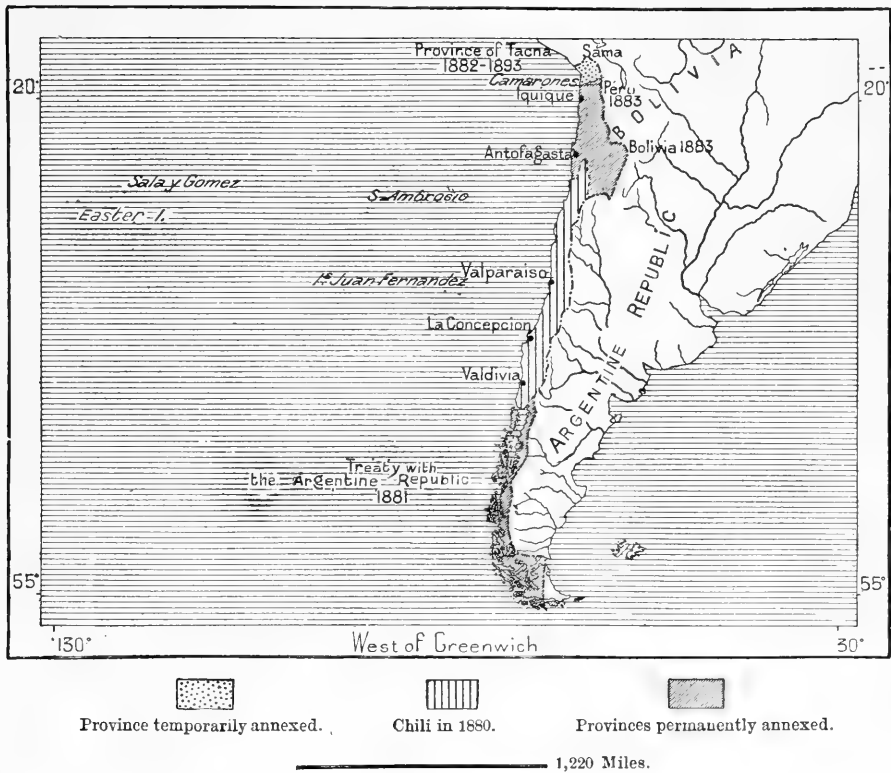 Province of Tacna
1882-1893
Sama
20°
20°
Camarones
Iquique
Peru
1883
BOLIVIA
Antofagasta
Bolivia 1883
Sala y Gomez
S. Ambrosio
Easter I.
Is. Juan Fernandez
Valparaiso
La Concepcion
Valdivia
ARGENTINE REPUBLIC
Treaty with
the Argentine Republic
1881
55°
55°
130°
West of Greenwich
30°
Province temporarily annexed.
Chili in 1880.
Provinces permanently annexed.
1,220 Miles.